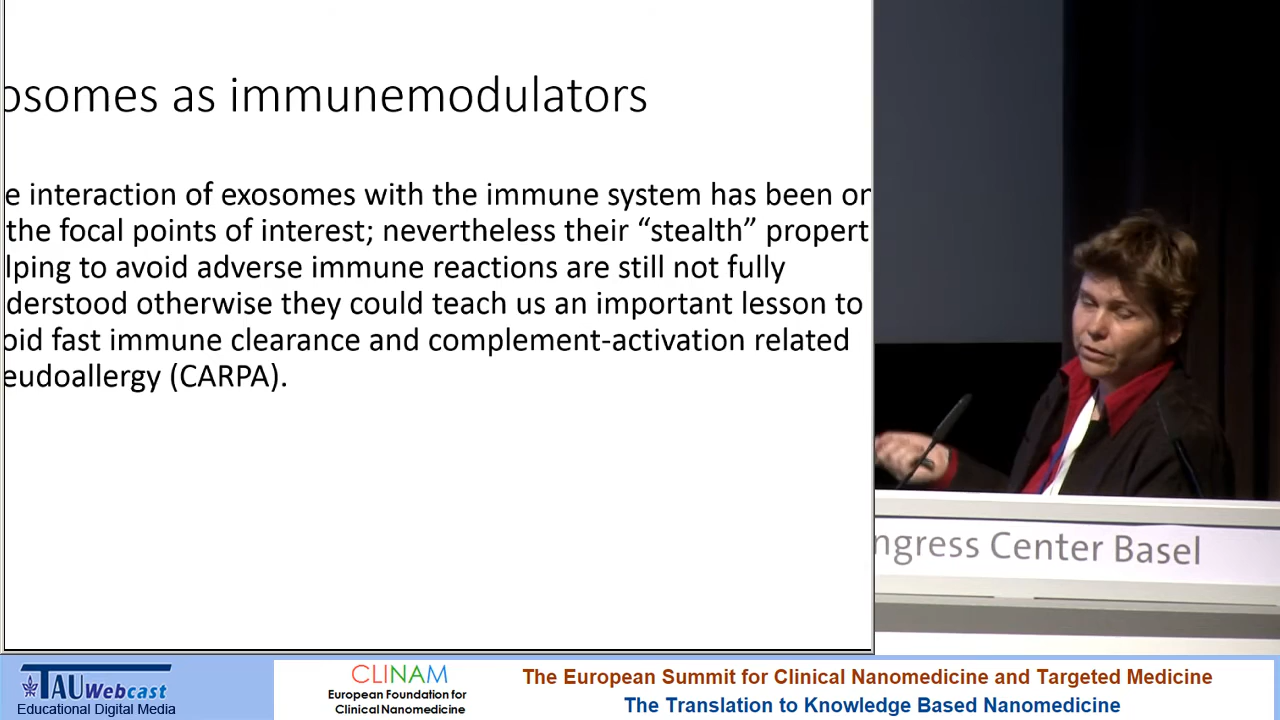 osomes as immunemodulators
e interaction of exosomes with the immune system has been on
the focal points of interest; nevertheless their “stealth” propert
lping to avoid adverse immune reactions are still not fully
derstood otherwise they could teach us an important lesson to
oid fast immune clearance and complement-activation related
eudoallergy (CARPA).
ngress Center Basel
TAU Webcast
Educational Digital Media
CLINAM
European Foundation for
Clinical Nanomedicine
The European Summit for Clinical Nanomedicine and Targeted Medicine
The Translation to Knowledge Based Nanomedicine